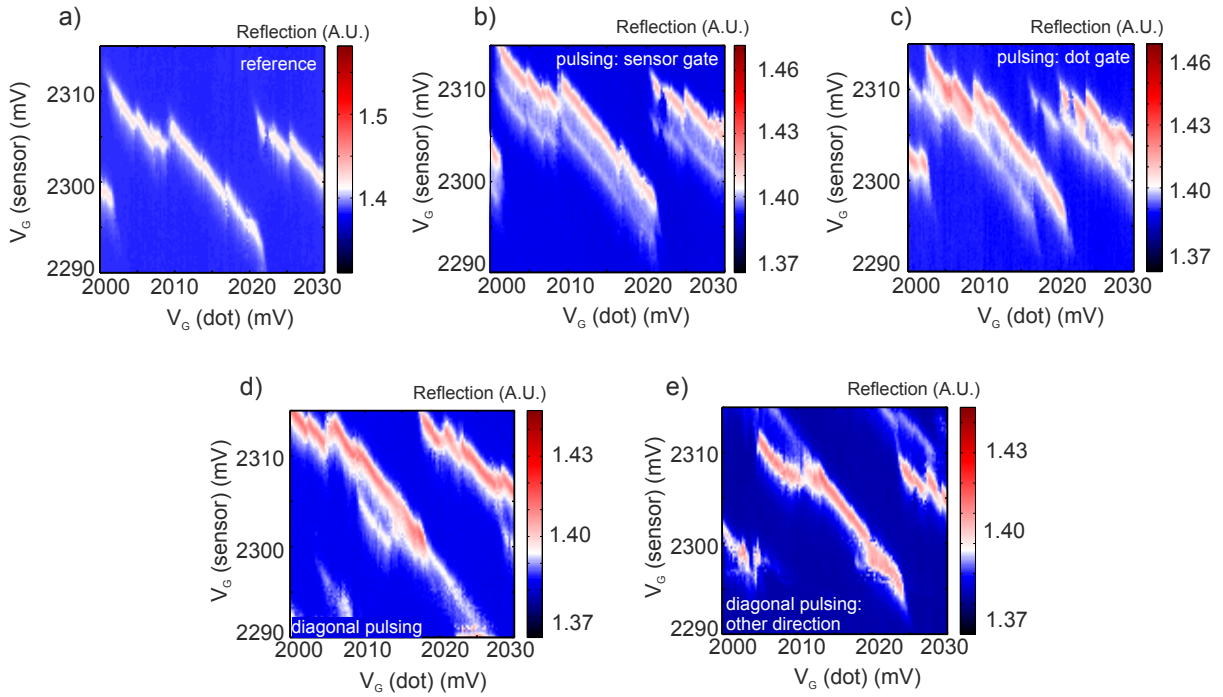 a)
Reflection (A.U.)
reference
V_G (sensor) (mV)
2310
2300
2290
2000
2010
2020
2030
V_G (dot) (mV)
1.5
1.4
b)
Reflection (A.U.)
pulsing: sensor gate
V_G (sensor) (mV)
2310
2300
2290
2000
2010
2020
2030
V_G (dot) (mV)
1.46
1.43
1.40
1.37
c)
Reflection (A.U.)
pulsing: dot gate
V_G (sensor) (mV)
2310
2300
2290
2000
2010
2020
2030
V_G (dot) (mV)
1.46
1.43
1.40
1.37
d)
Reflection (A.U.)
diagonal pulsing
V_G (sensor) (mV)
2310
2300
2290
2000
2010
2020
2030
V_G (dot) (mV)
1.43
1.40
1.37
e)
Reflection (A.U.)
diagonal pulsing:
other direction
V_G (sensor) (mV)
2310
2300
2290
2000
2010
2020
2030
V_G (dot) (mV)
1.43
1.40
1.37